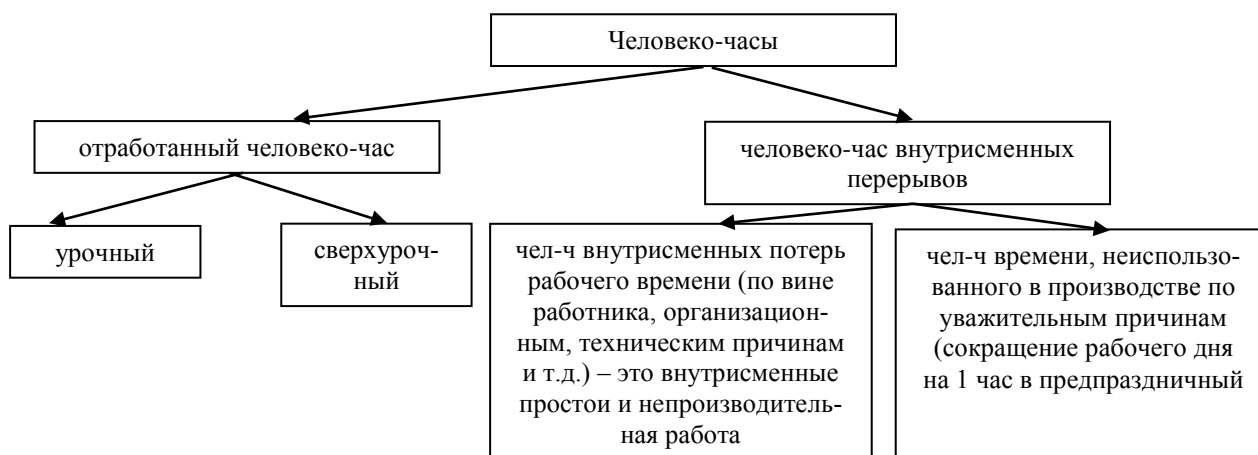 Человеко-часы
отработанный человеко-час
человеко-час внутрисменных
перерывов
урочный
сверхуроч-
ный
чел-ч внутрисменных потерь
рабочего времени (по вине
работника, организацион-
ным, техническим причинам
и т.д.) – это внутрисменные
простои и непроизводитель-
ная работа
чел-ч времени, неиспользо-
ванного в производстве по
уважительным причинам
(сокращение рабочего дня
на 1 час в предпраздничный